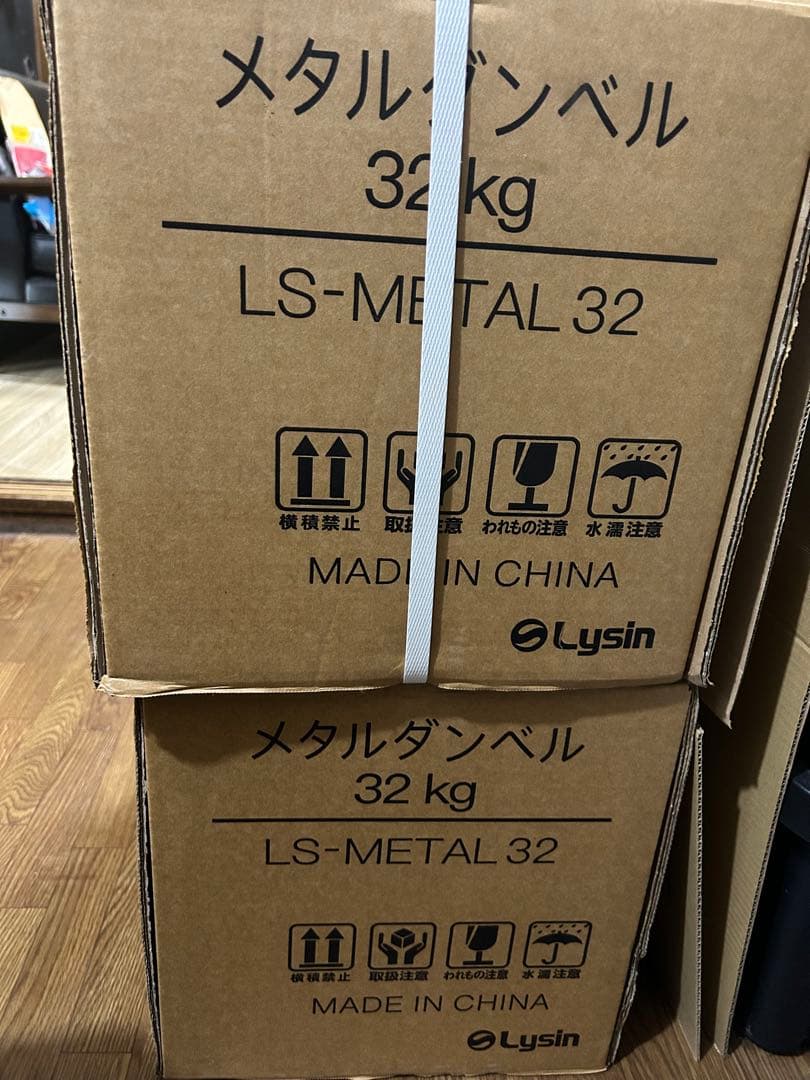 メタルダンベル
32 kg
LS-METAL 32
横積禁止 取扱注意 われもの注意 水濡注意
MADE IN CHINA
Lysin
メタルダンベル
32 kg
LS-METAL 32
横積禁止 取扱注意 われもの注意 水濡注意
MADE IN CHINA
Lysin